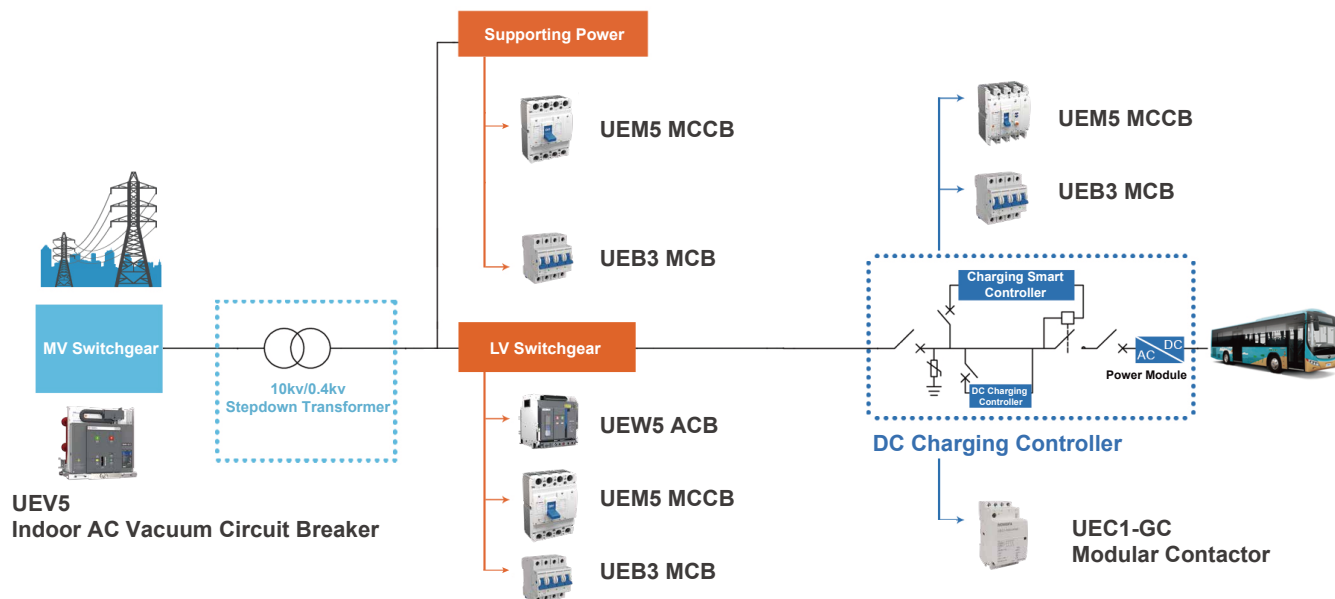 Supporting Power
UEM5 MCCB
UEB3 MCB
UEM5 MCCB
UEB3 MCB
MV Switchgear
10kv/0.4kv
Stepdown Transformer
LV Switchgear
Charging Smart
Controller
DC Charging
Controller
AC
DC
Power Module
DC Charging Controller
UEV5
Indoor AC Vacuum Circuit Breaker
UEW5 ACB
UEM5 MCCB
UEB3 MCB
UEC1-GC
Modular Contactor